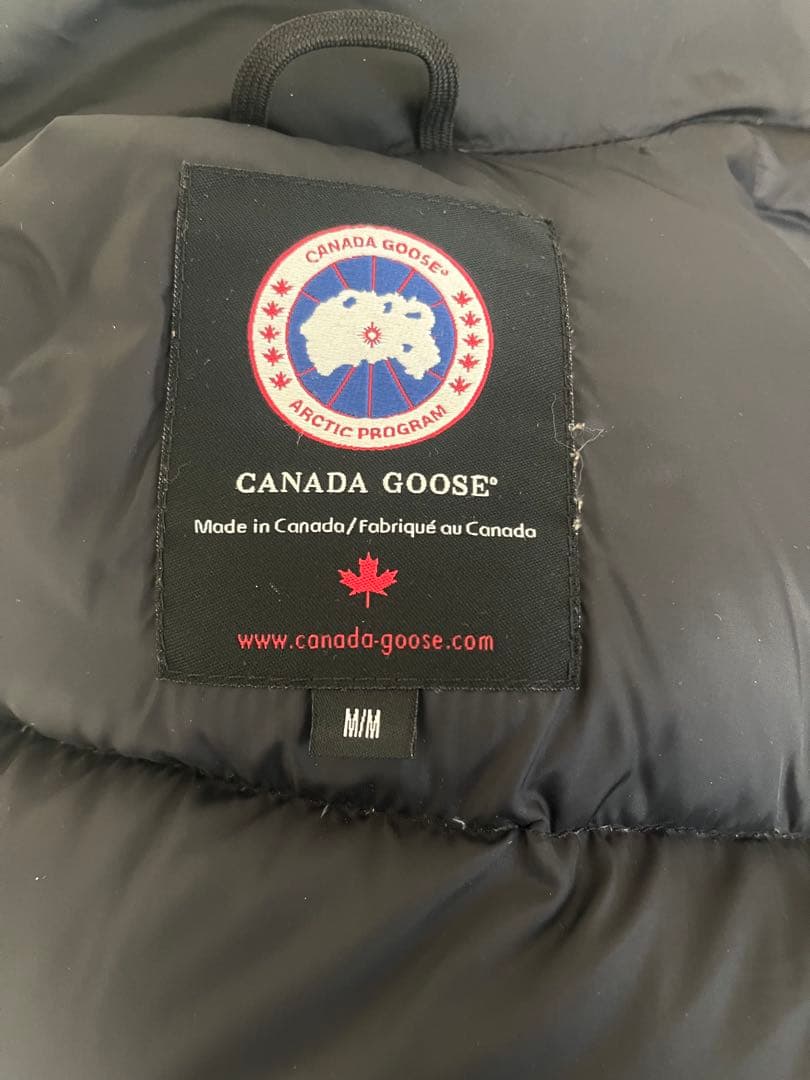 CANADA GOOSE®
ARCTIC PROGRAM
CANADA GOOSE®
Made in Canada/Fabriqué au Canada
www.canada-goose.com
M/M